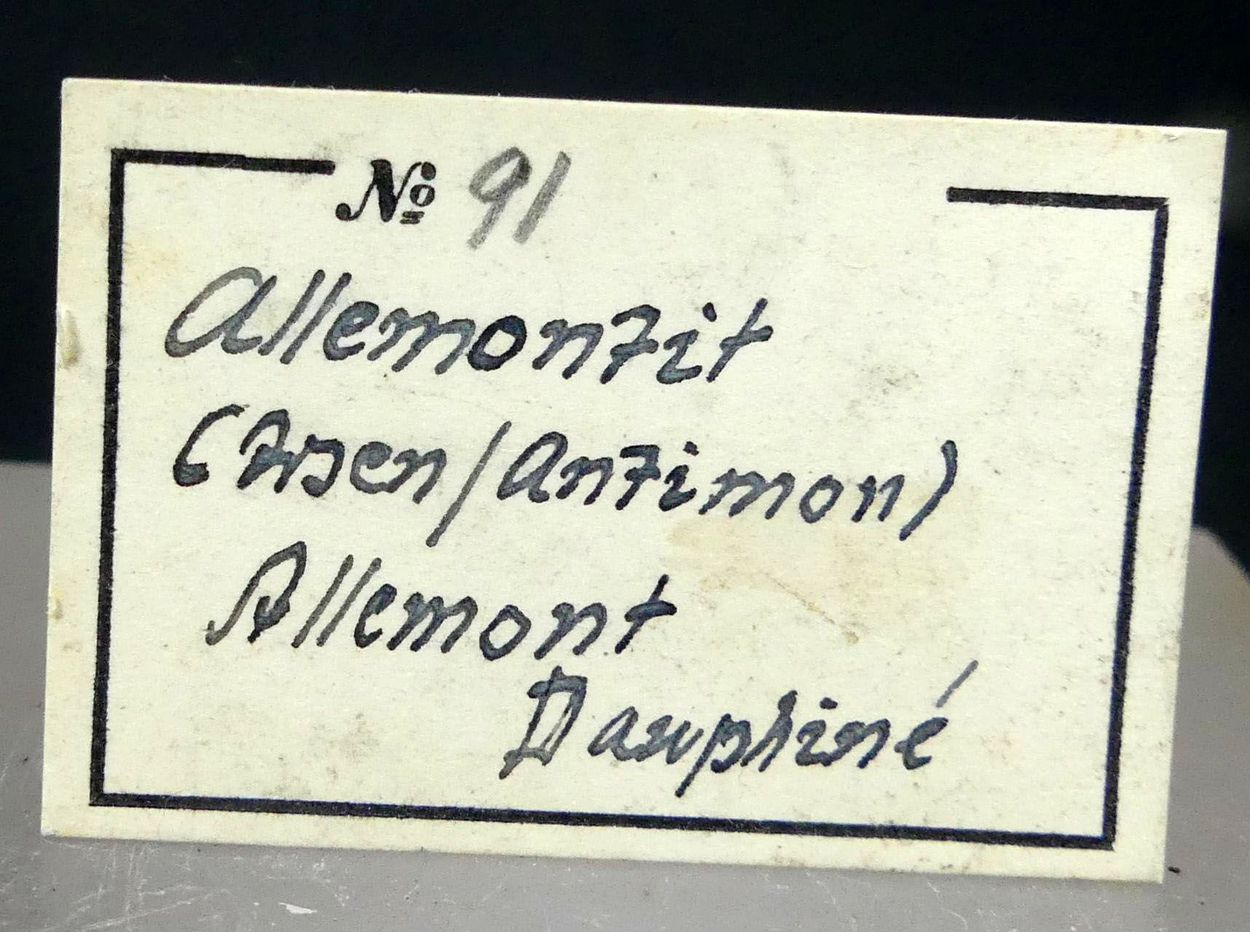 № 91
Allemontit
(Arsen/Antimon)
Allemont
Dauphiné